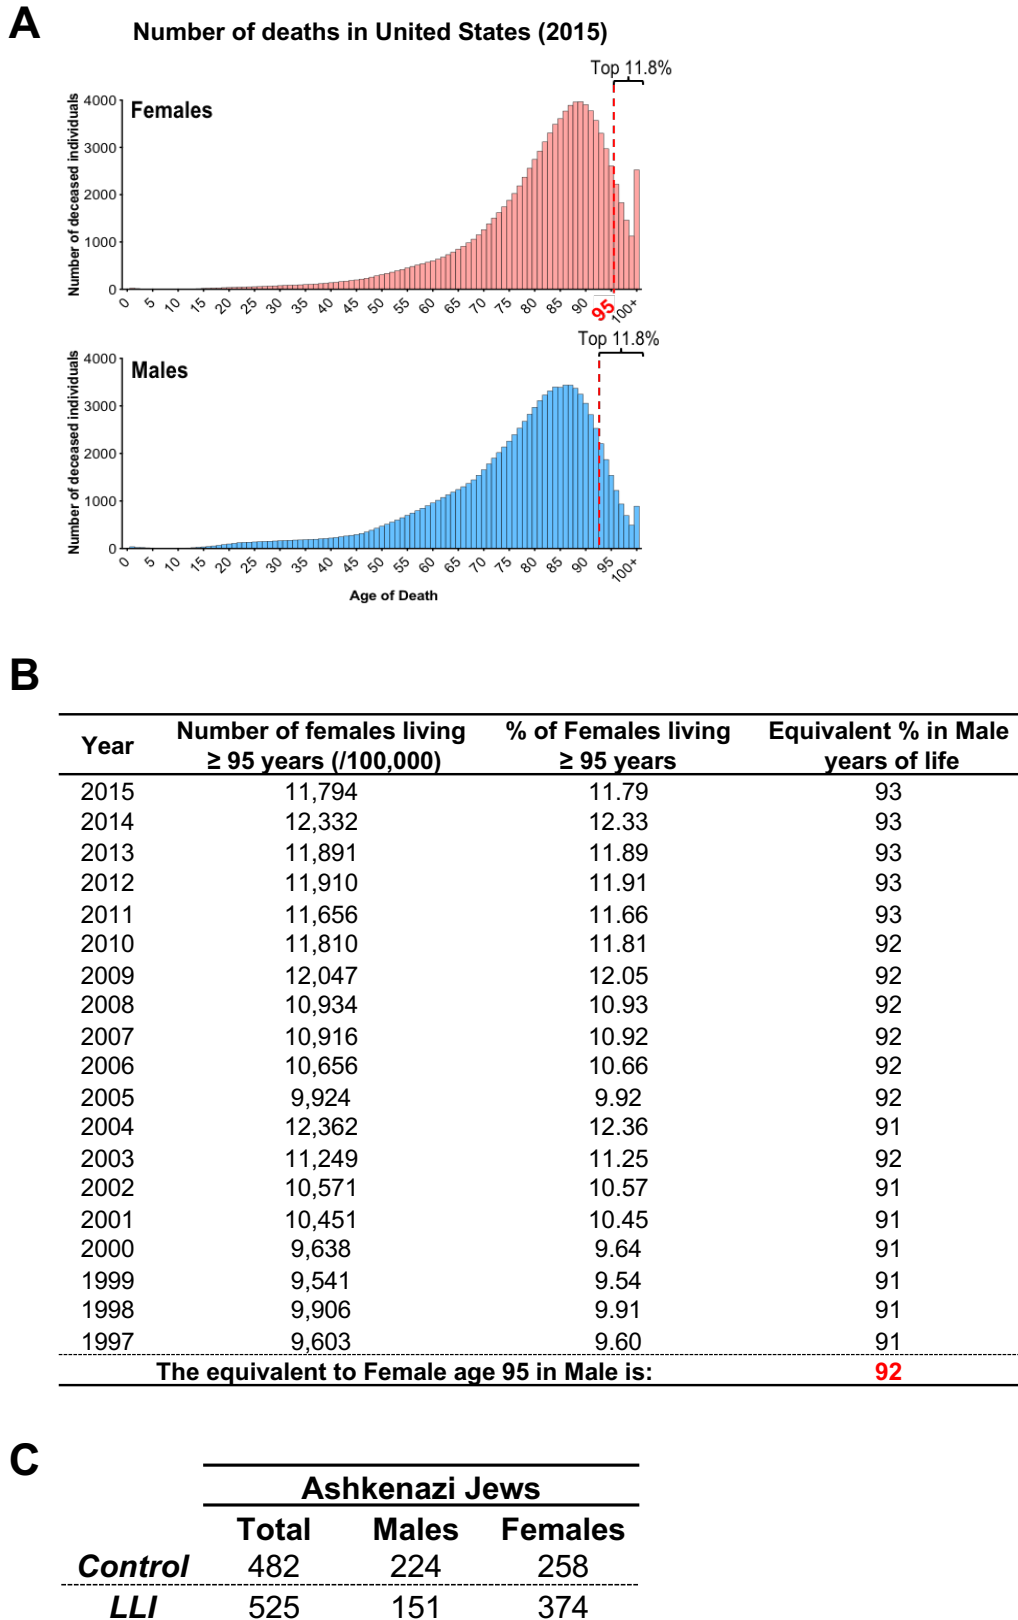 A
Number of deaths in United States (2015)
Top 11.8%
Females
Number of deceased individuals
4000
3000
2000
1000
0
0 5 10 15 20 25 30 35 40 45 50 55 60 65 70 75 80 85 90 95 100+
Top 11.8%
Males
Number of deceased individuals
4000
3000
2000
1000
0
0 5 10 15 20 25 30 35 40 45 50 55 60 65 70 75 80 85 90 95 100+
Age of Death
B
Year Number of females living ≥ 95 years (/100,000) % of Females living ≥ 95 years Equivalent % in Male years of life
2015 11,794 11.79 93
2014 12,332 12.33 93
2013 11,891 11.89 93
2012 11,910 11.91 93
2011 11,656 11.66 93
2010 11,810 11.81 92
2009 12,047 12.05 92
2008 10,934 10.93 92
2007 10,916 10.92 92
2006 10,656 10.66 92
2005 9,924 9.92 92
2004 12,362 12.36 91
2003 11,249 11.25 92
2002 10,571 10.57 91
2001 10,451 10.45 91
2000 9,638 9.64 91
1999 9,541 9.54 91
1998 9,906 9.91 91
1997 9,603 9.60 91
The equivalent to Female age 95 in Male is: 92
C
Ashkenazi Jews
Total Males Females
Control 482 224 258
LLI 525 151 374